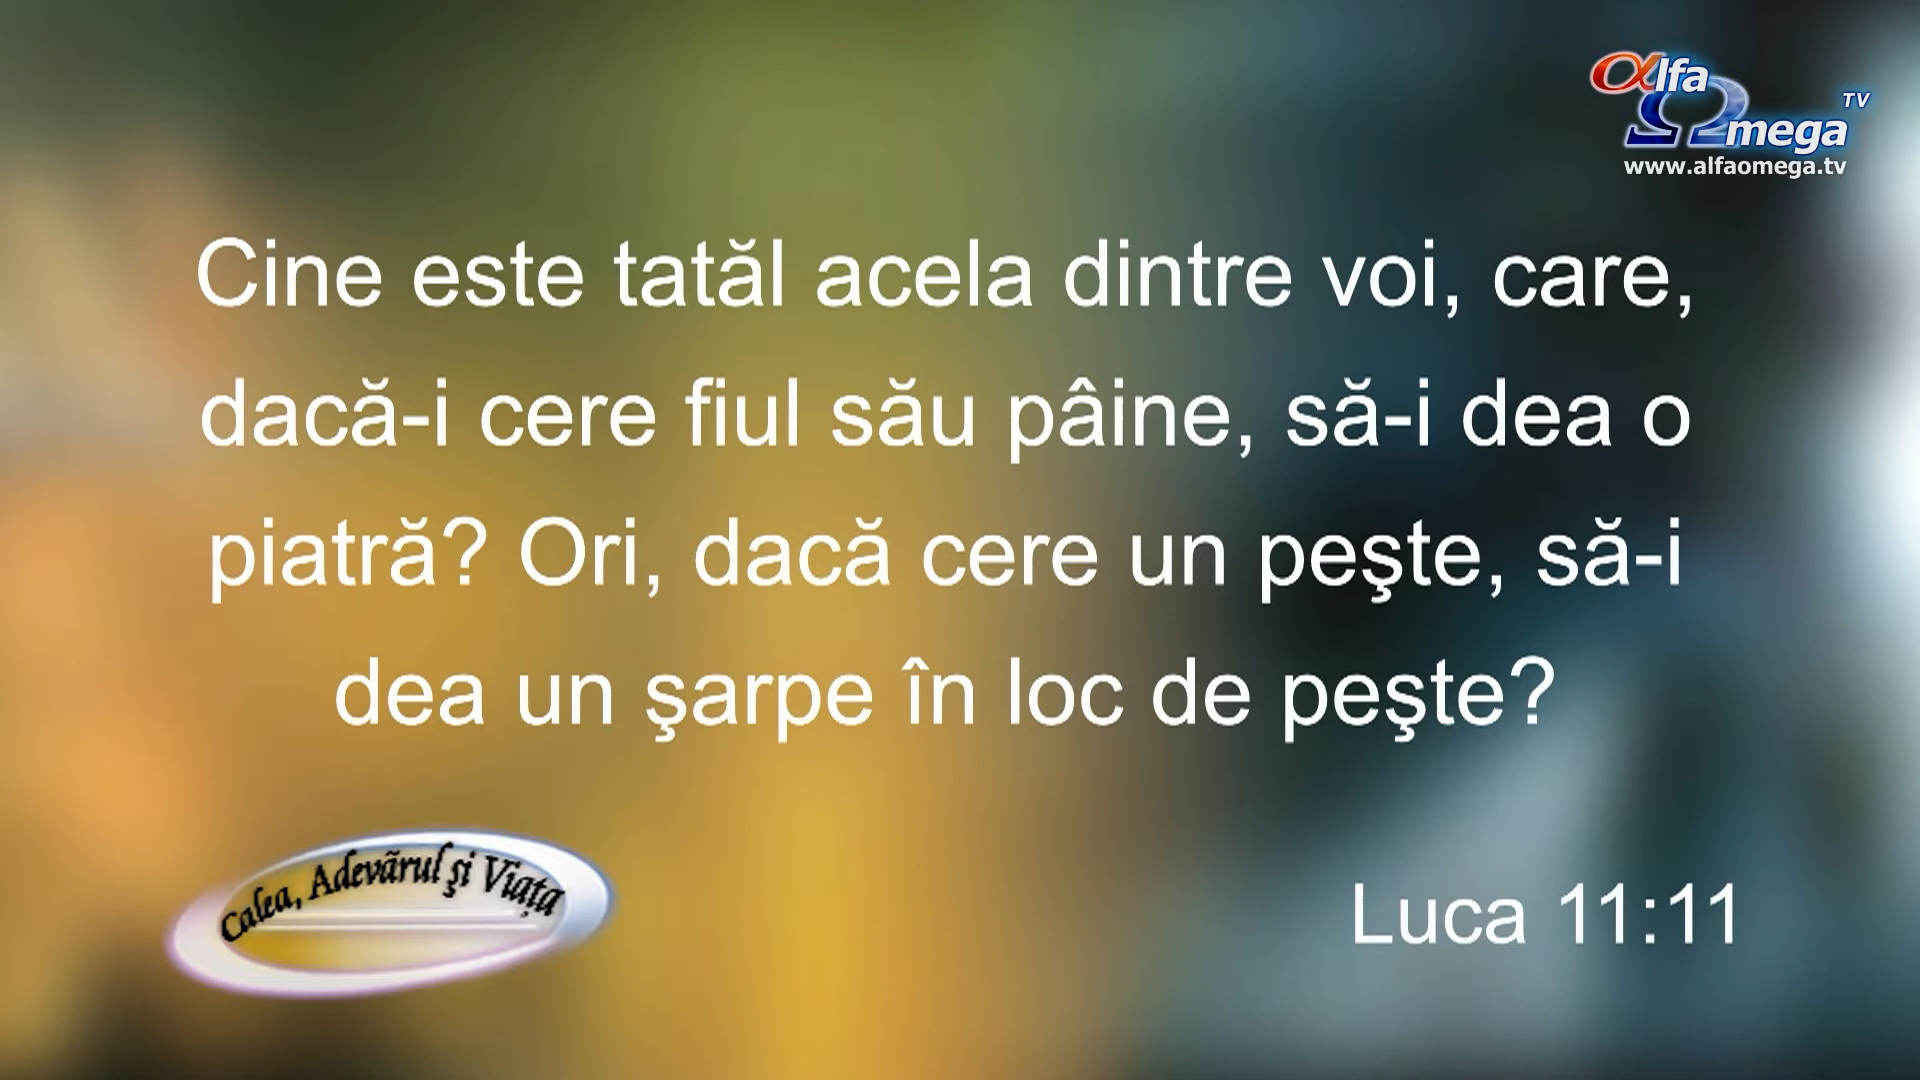 αlfa
Ωmega TV
www.alfaomega.tv
Cine este tatăl acela dintre voi, care,
dacă-i cere fiul său pâine, să-i dea o
piatră? Ori, dacă cere un peşte, să-i
dea un şarpe în loc de peşte?
Calea, Adevărul şi Viaţa
Luca 11:11